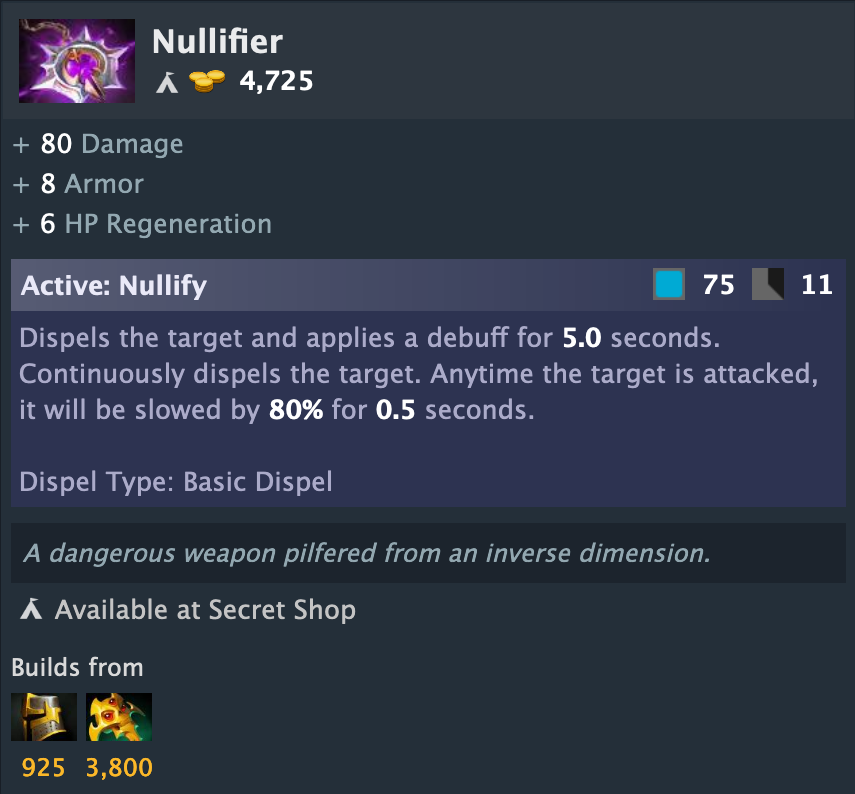 Nullifier
4,725
+ 80 Damage
+ 8 Armor
+ 6 HP Regeneration
Active: Nullify 75 11
Dispels the target and applies a debuff for 5.0 seconds.
Continuously dispels the target. Anytime the target is attacked,
it will be slowed by 80% for 0.5 seconds.
Dispel Type: Basic Dispel
A dangerous weapon pilfered from an inverse dimension.
Available at Secret Shop
Builds from
925 3,800